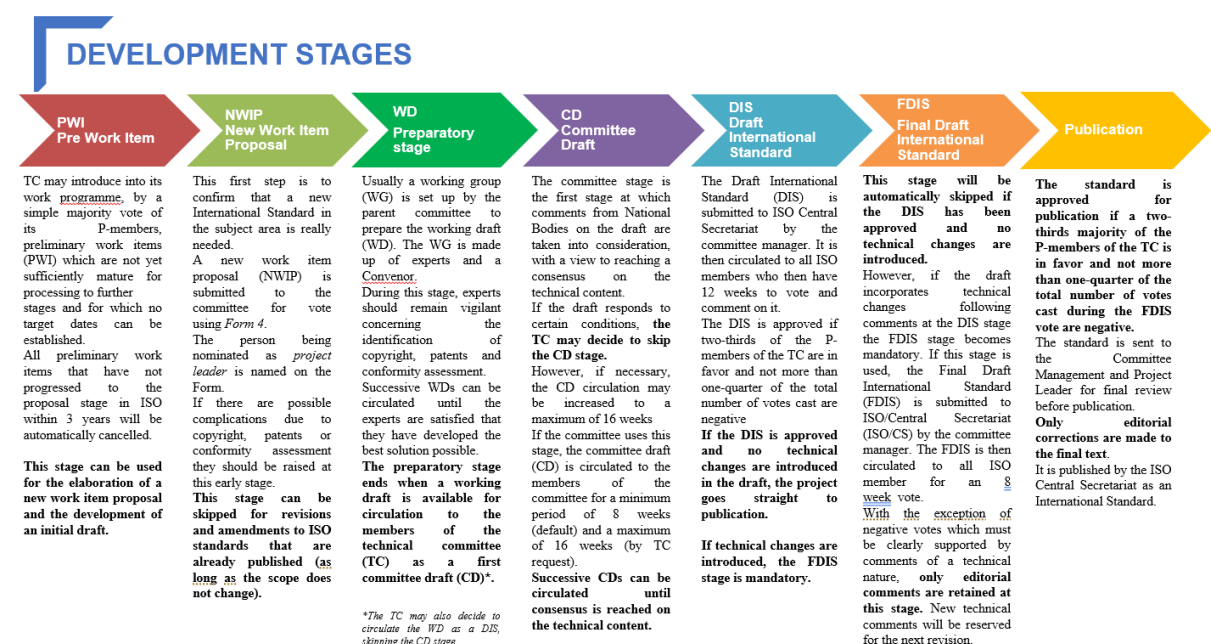 DEVELOPMENT STAGES
PWI
Pre Work Item
NWIP
New Work Item
Proposal
WD
Preparatory
stage
CD
Committee
Draft
DIS
Draft
International
Standard
FDIS
Final Draft
International
Standard
Publication
TC may introduce into its
work programme, by a
simple majority vote of
its P-members,
preliminary work items
(PWI) which are not yet
sufficiently mature for
processing to further
stages and for which no
target dates can be
established.
All preliminary work
items that have not
progressed to the
proposal stage in ISO
within 3 years will be
automatically cancelled.
This stage can be used
for the elaboration of a
new work item proposal
and the development of
an initial draft.
This first step is to
confirm that a new
International Standard in
the subject area is really
needed.
A new work item
proposal (NWIP) is
submitted to the
committee for vote
using Form 4.
The person being
nominated as project
leader is named on the
Form.
If there are possible
complications due to
copyright, patents or
conformity assessment
they should be raised at
this early stage.
This stage can be
skipped for revisions
and amendments to ISO
standards that are
already published (as
long as the scope does
not change).
Usually a working group
(WG) is set up by the
parent committee to
prepare the working draft
(WD). The WG is made
up of experts and a
Convenor.
During this stage, experts
should remain vigilant
concerning the
identification of
copyright, patents and
conformity assessment.
Successive WDs can be
circulated until the
experts are satisfied that
they have developed the
best solution possible.
The preparatory stage
ends when a working
draft is available for
circulation to the
members of the
technical committee
(TC) as a first
committee draft (CD)*.
*The TC may also decide to
circulate the WD as a DIS,
skipping the CD stage
The committee stage is
the first stage at which
comments from National
Bodies on the draft are
taken into consideration,
with a view to reaching a
consensus on the
technical content.
If the draft responds to
certain conditions, the
TC may decide to skip
the CD stage.
However, if necessary,
the CD circulation may
be increased to a
maximum of 16 weeks
If the committee uses this
stage, the committee draft
(CD) is circulated to the
members of the
committee for a minimum
period of 8 weeks
(default) and a maximum
of 16 weeks (by TC
request).
Successive CDs can be
circulated until
consensus is reached on
the technical content.
The Draft International
Standard (DIS) is
submitted to ISO Central
Secretariat by the
committee manager. It is
then circulated to all ISO
members who then have
12 weeks to vote and
comment on it.
The DIS is approved if
two-thirds of the P-
members of the TC are in
favor and not more than
one-quarter of the total
number of votes cast are
negative
If the DIS is approved
and no technical
changes are introduced
in the draft, the project
goes straight to
publication.
If technical changes are
introduced, the FDIS
stage is mandatory.
This stage will be
automatically skipped if
the DIS has been
approved and no
technical changes are
introduced.
However, if the draft
incorporates technical
changes following
comments at the DIS stage
the FDIS stage becomes
mandatory. If this stage is
used, the Final Draft
International Standard
(FDIS) is submitted to
ISO/Central Secretariat
(ISO/CS) by the committee
manager. The FDIS is then
circulated to all ISO
member for an 8
week vote.
With the exception of
negative votes which must
be clearly supported by
comments of a technical
nature, only editorial
comments are retained at
this stage. New technical
comments will be reserved
for the next revision.
The standard is
approved for
publication if a two-
thirds majority of the
P-members of the TC is
in favor and not more
than one-quarter of the
total number of votes
cast during the FDIS
vote are negative.
The standard is sent to
the Committee
Management and Project
Leader for final review
before publication.
Only editorial
corrections are made to
the final text.
It is published by the ISO
Central Secretariat as an
International Standard.